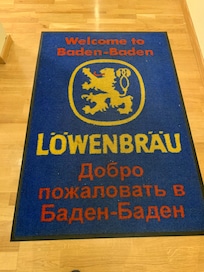 Welcome to
Baden-Baden
LÖWENBRÄU
Добро
пожаловать в
Баден-Баден